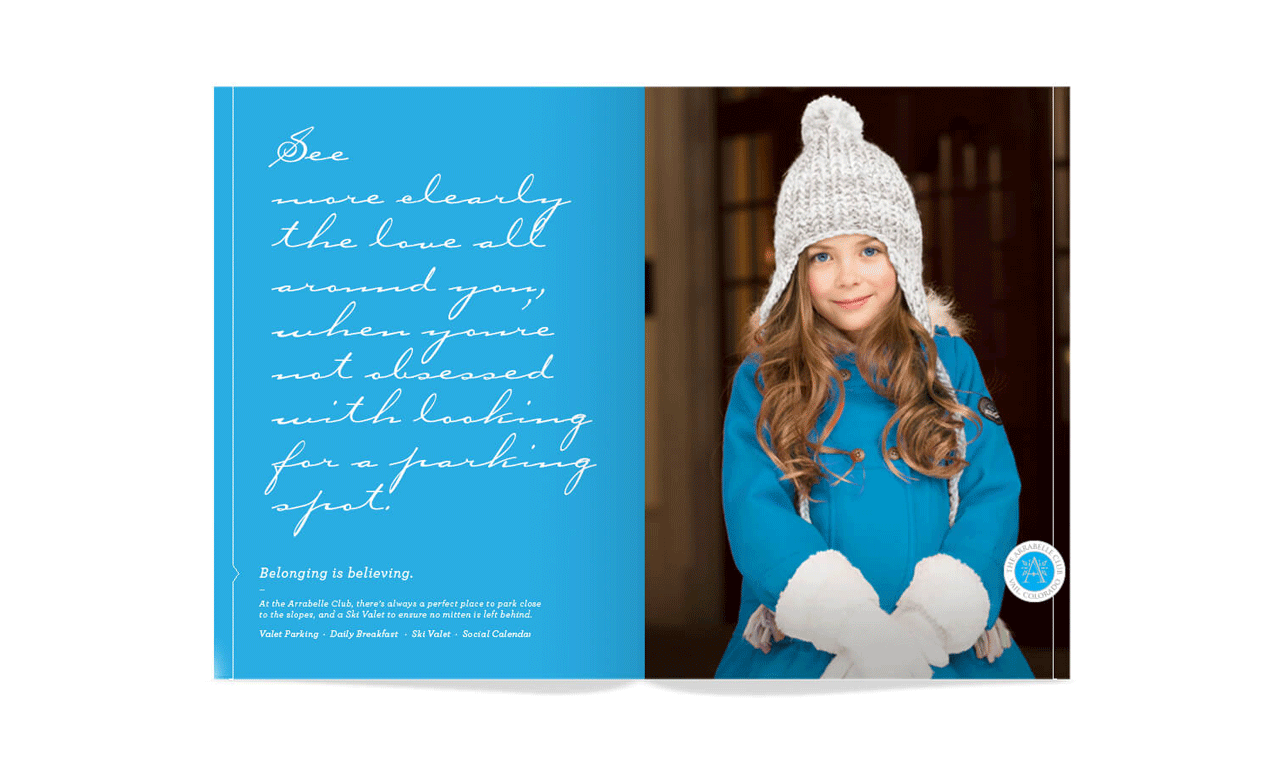 See
more clearly
the love all
around you,
when you're
not obsessed
with looking
for a parking
spot.
Belonging is believing.
At the Arrabelle Club, there's always a perfect place to park close
to the slopes, and a Ski Valet to ensure no mitten is left behind.
Valet Parking · Daily Breakfast · Ski Valet · Social Calendar
THE ARRABELLE CLUB
A
VAIL, COLORADO